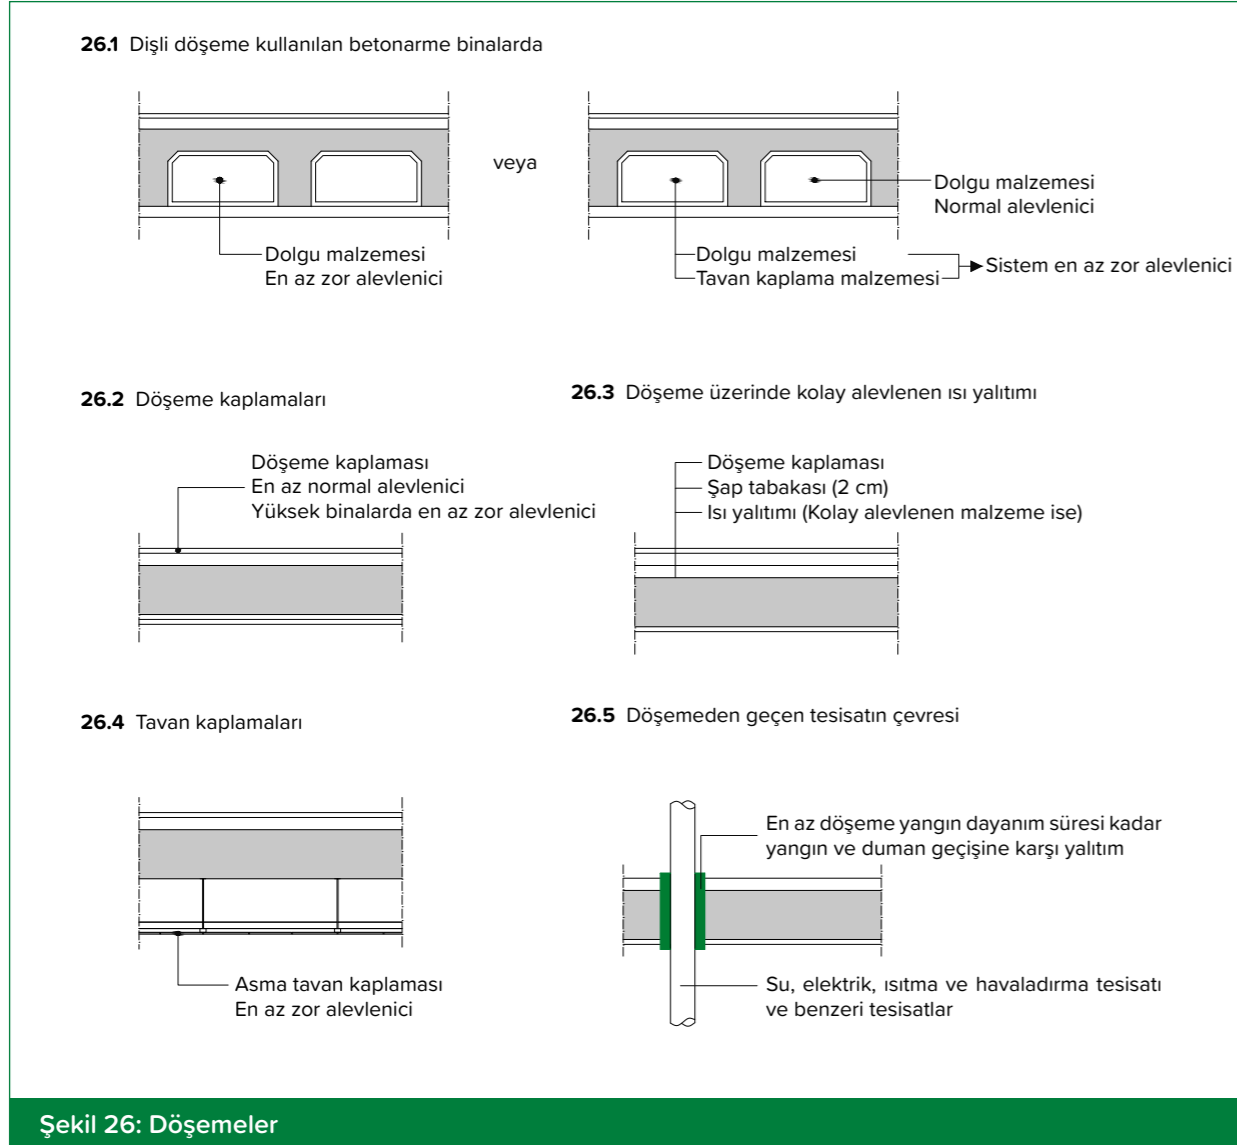 26.1 Dişli döşeme kullanılan betonarme binalarda
veya
Dolgu malzemesi
En az zor alevlenici
Dolgu malzemesi
Normal alevlenici
Dolgu malzemesi
Tavan kaplama malzemesi
Sistem en az zor alevlenici
26.2 Döşeme kaplamaları
Döşeme kaplaması
En az normal alevlenici
Yüksek binalarda en az zor alevlenici
26.3 Döşeme üzerinde kolay alevlenen ısı yalıtımı
Döşeme kaplaması
Şap tabakası (2 cm)
Isı yalıtımı (Kolay alevlenen malzeme ise)
26.4 Tavan kaplamaları
Asma tavan kaplaması
En az zor alevlenici
26.5 Döşemeden geçen tesisatın çevresi
En az döşeme yangın dayanım süresi kadar
yangın ve duman geçişine karşı yalıtım
Su, elektrik, ısıtma ve havaladırma tesisatı
ve benzeri tesisatlar
Şekil 26: Döşemeler